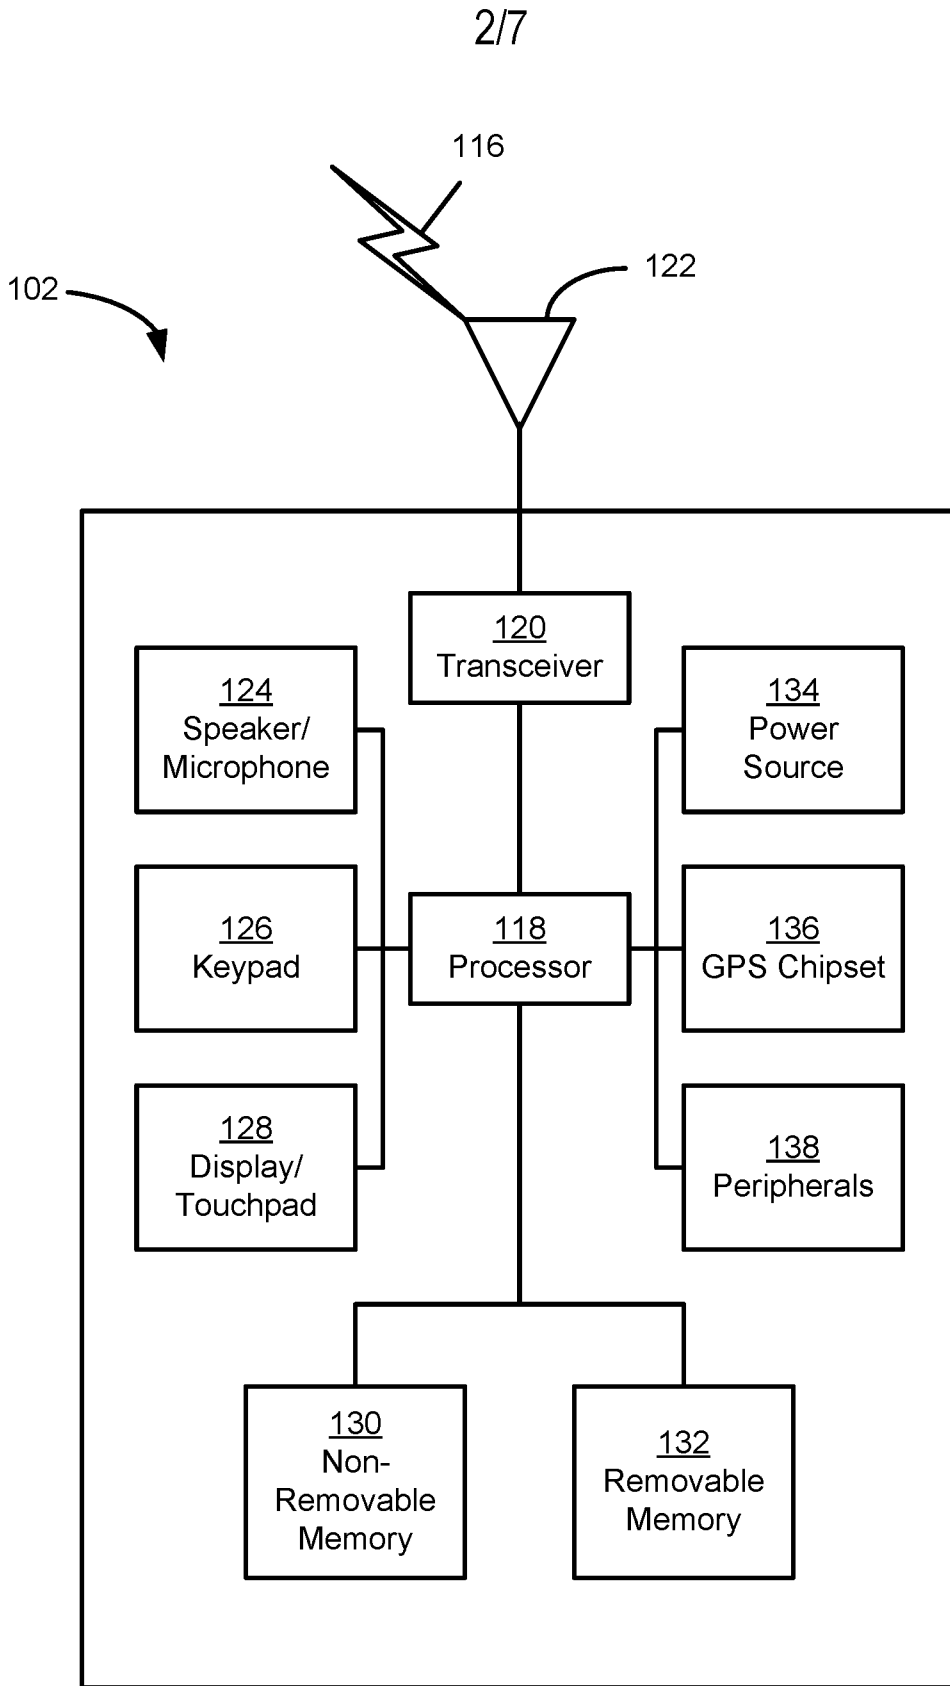 2/7
116
122
102
120
Transceiver
124
Speaker/
Microphone
134
Power
Source
126
Keypad
118
Processor
136
GPS Chipset
128
Display/
Touchpad
138
Peripherals
130
Non-
Removable
Memory
132
Removable
Memory